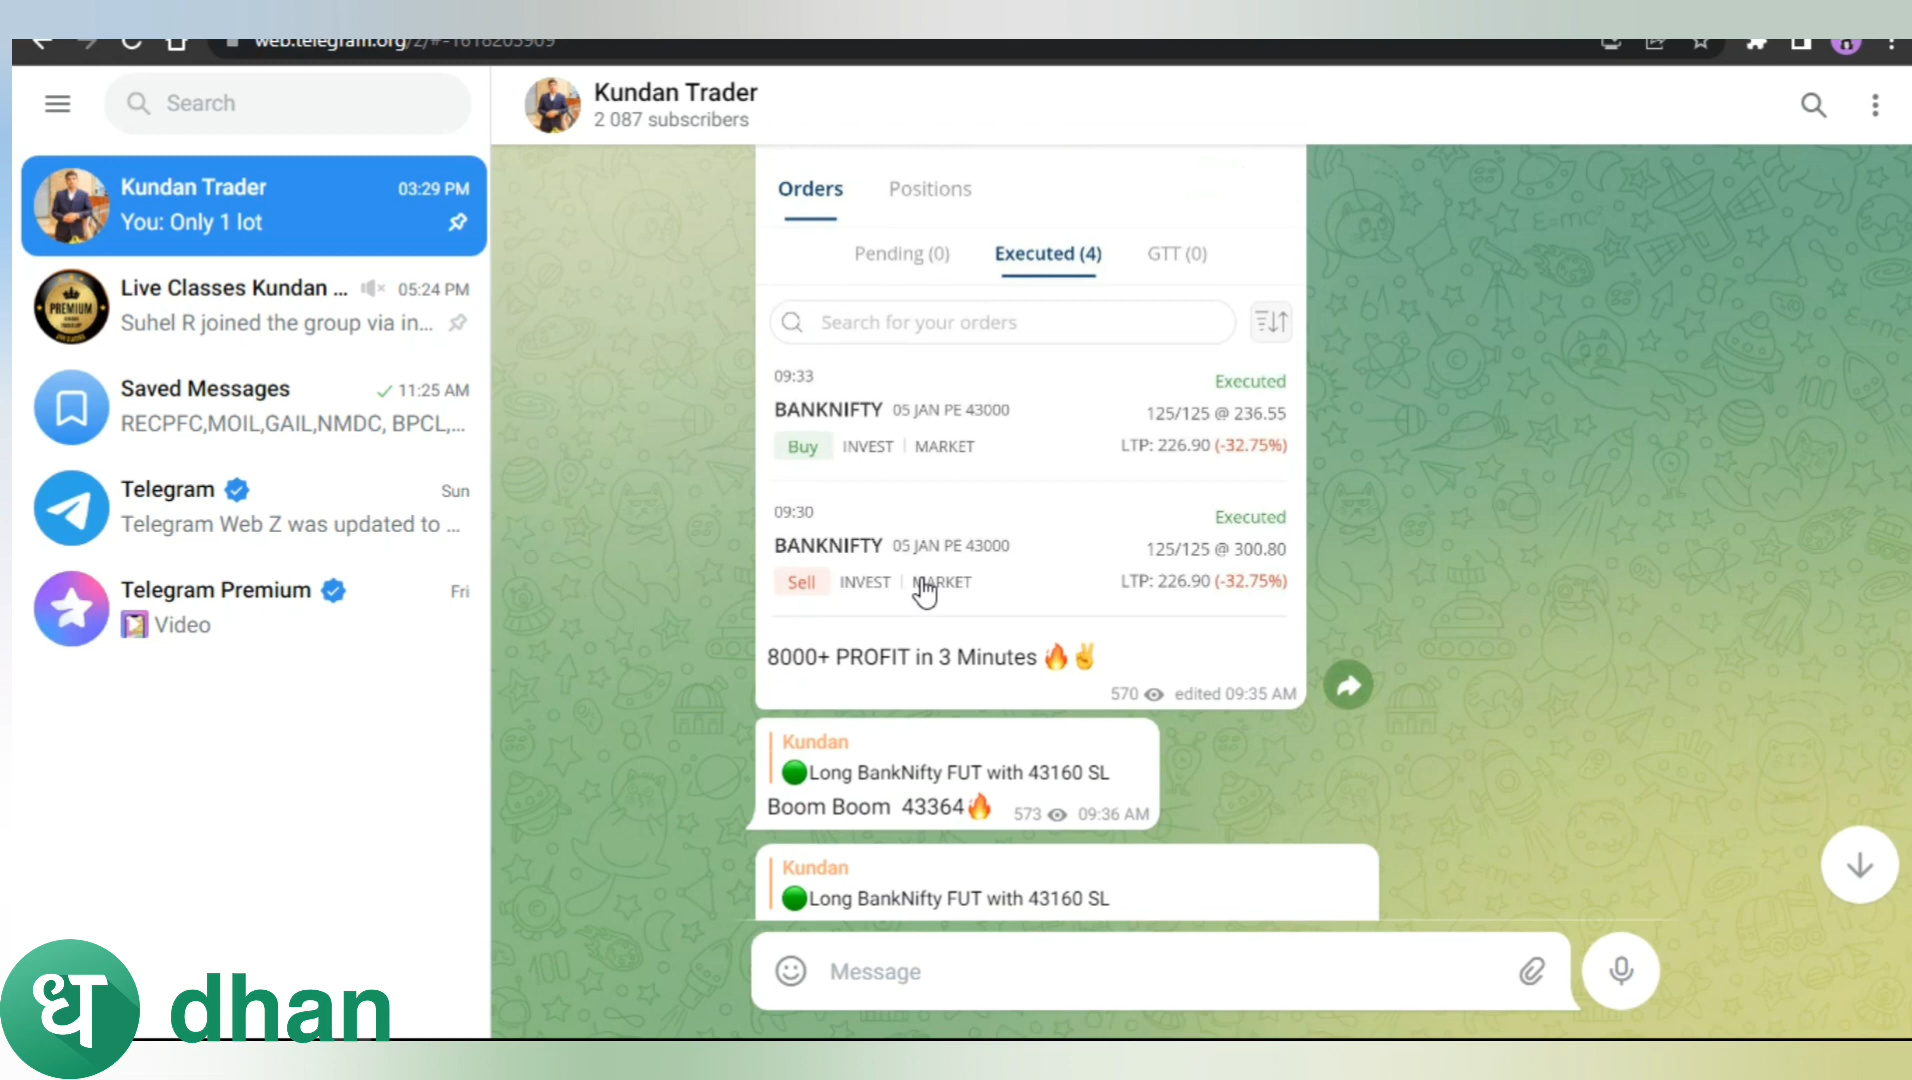 web.telegram.org/z/#-1618205909
Search
Kundan Trader
03:29 PM
You: Only 1 lot
Live Classes Kundan ...
05:24 PM
Suhel R joined the group via in...
PREMIUM
Saved Messages
11:25 AM
RECPFC,MOIL,GAIL,NMDC, BPCL,...
Telegram
Sun
Telegram Web Z was updated to ...
Telegram Premium
Fri
Video
Kundan Trader
2 087 subscribers
Orders Positions
Pending (0) Executed (4) GTT (0)
Search for your orders
09:33
Executed
BANKNIFTY 05 JAN PE 43000
125/125 @ 236.55
Buy INVEST | MARKET
LTP: 226.90 (-32.75%)
09:30
Executed
BANKNIFTY 05 JAN PE 43000
125/125 @ 300.80
Sell INVEST | MARKET
LTP: 226.90 (-32.75%)
8000+ PROFIT in 3 Minutes 🔥✌
570 edited 09:35 AM
Kundan
🟢Long BankNifty FUT with 43160 SL
Boom Boom 43364🔥 573 09:36 AM
Kundan
🟢Long BankNifty FUT with 43160 SL
Message
ध dhan